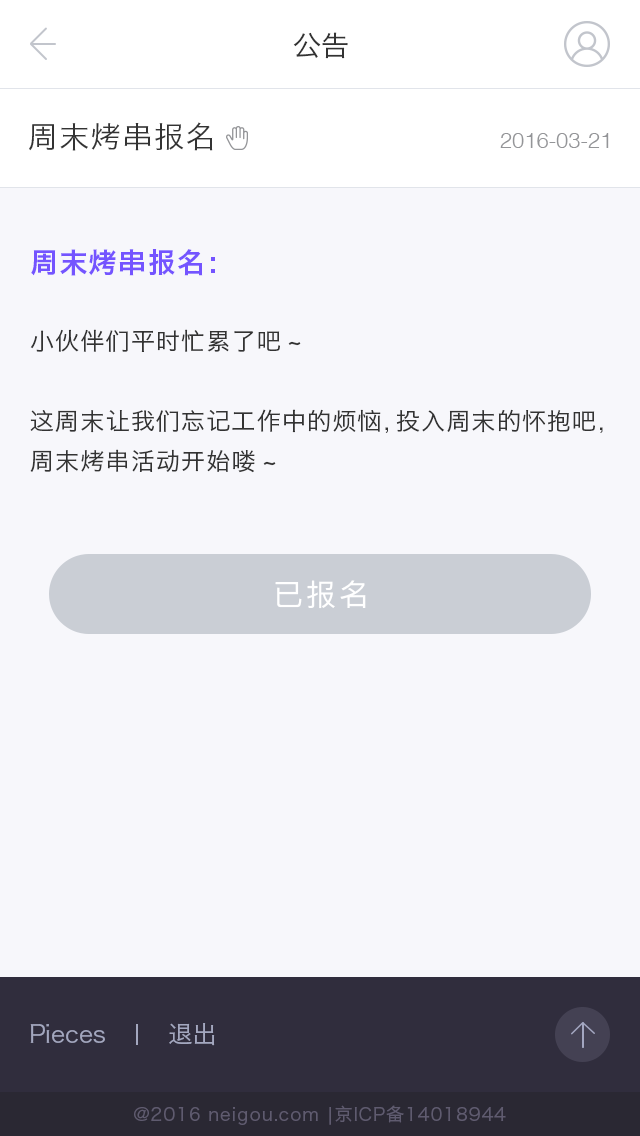 公告
周末烤串报名 2016-03-21
周末烤串报名:
小伙伴们平时忙累了吧 ~
这周末让我们忘记工作中的烦恼, 投入周末的怀抱吧,
周末烤串活动开始喽 ~
已报名
Pieces | 退出
@2016 neigou.com |京ICP备14018944